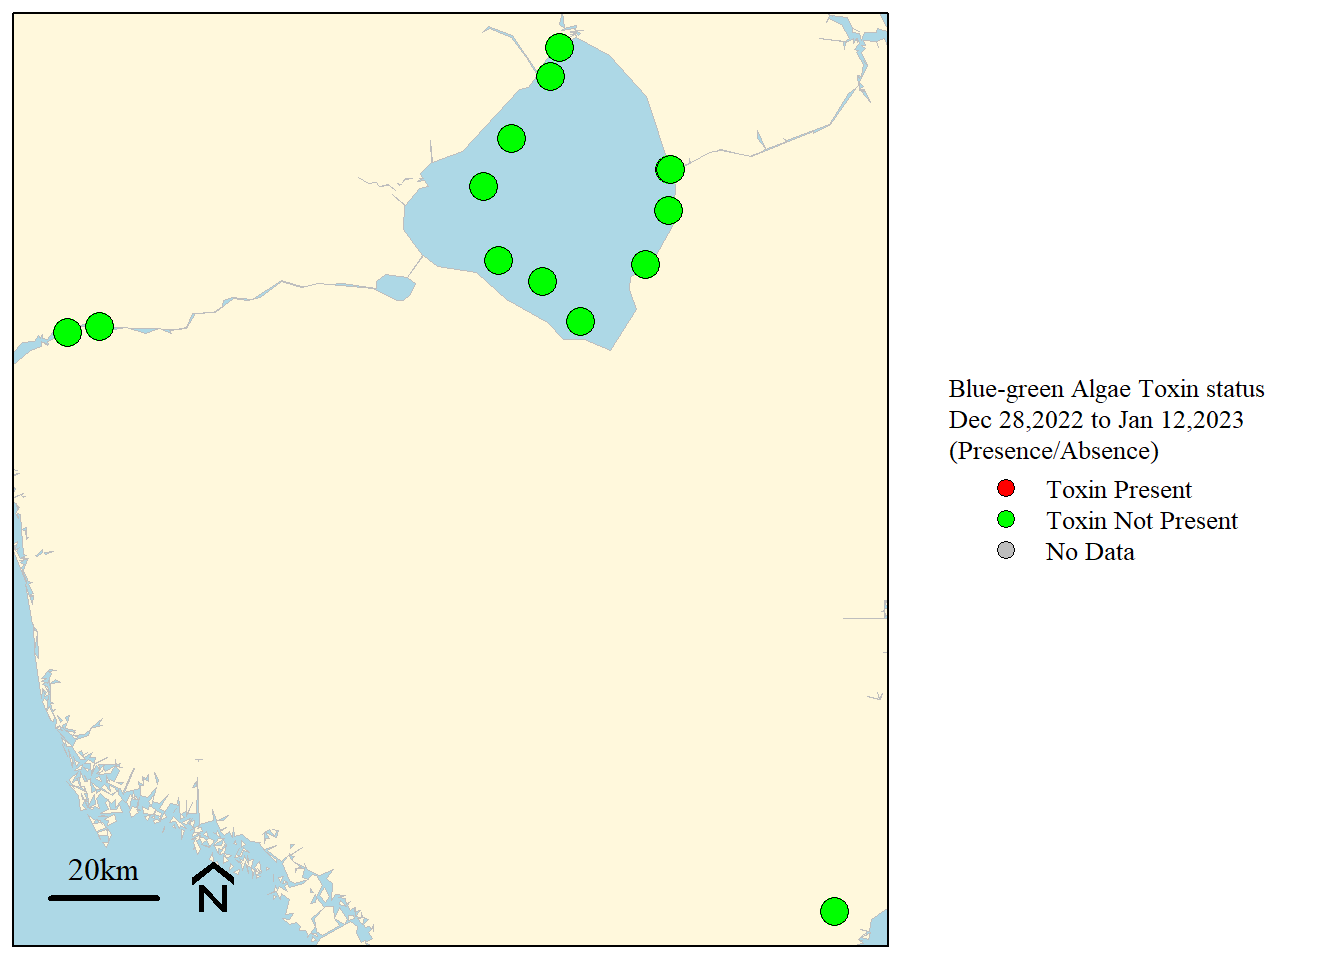 Blue-green Algae Toxin status
Dec 28,2022 to Jan 12,2023
(Presence/Absence)
Toxin Present
Toxin Not Present
No Data
20km
N